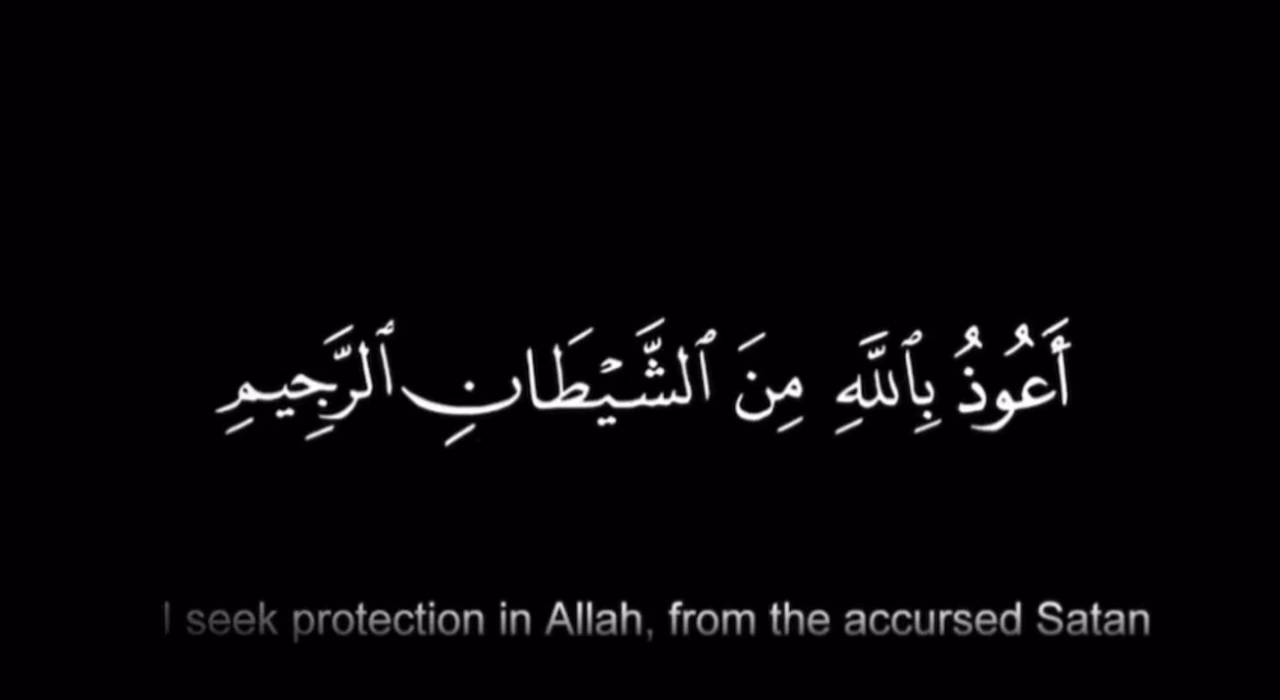 أَعُوذُ بِٱللَّهِ مِنَ ٱلشَّيْطَانِ ٱلرَّجِيمِ
I seek protection in Allah, from the accursed Satan